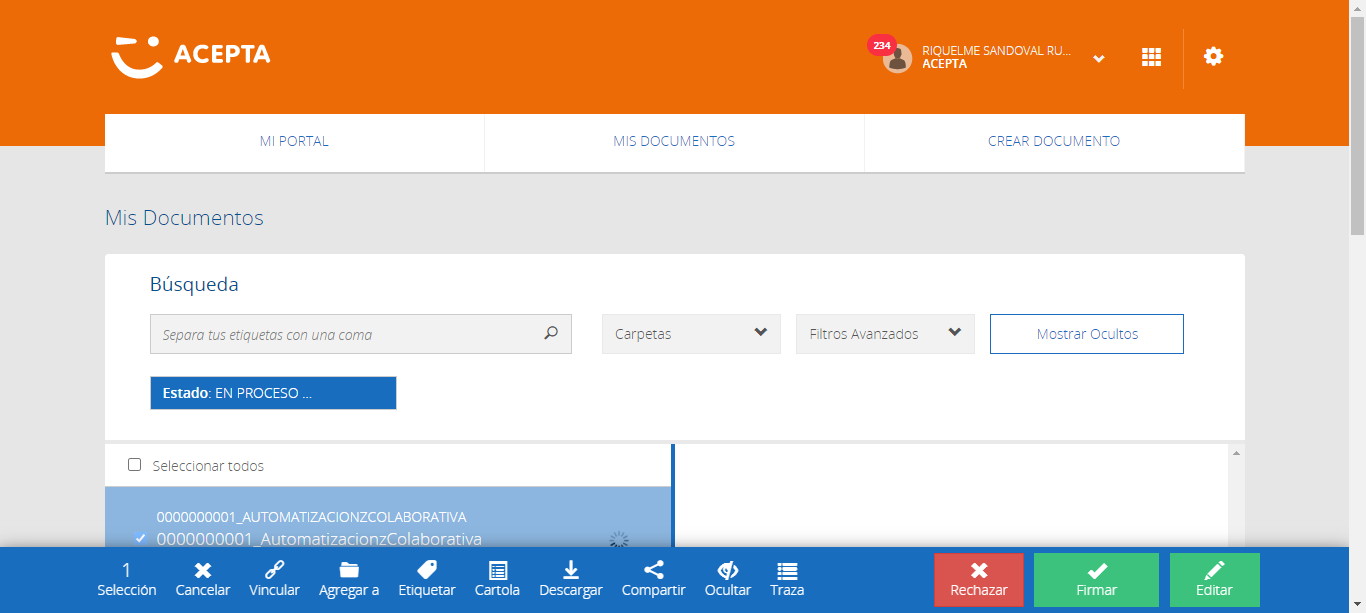 ACEPTA
234
RIQUELME SANDOVAL RU...
ACEPTA
MI PORTAL
MIS DOCUMENTOS
CREAR DOCUMENTO
Mis Documentos
Búsqueda
Separa tus etiquetas con una coma
Carpetas
Filtros Avanzados
Mostrar Ocultos
Estado: EN PROCESO ...
Seleccionar todos
0000000001_AUTOMATIZACIONZCOLABORATIVA
0000000001_AutomatizacionzColaborativa
1
Selección
Cancelar
Vincular
Agregar a
Etiquetar
Cartola
Descargar
Compartir
Ocultar
Traza
Rechazar
Firmar
Editar